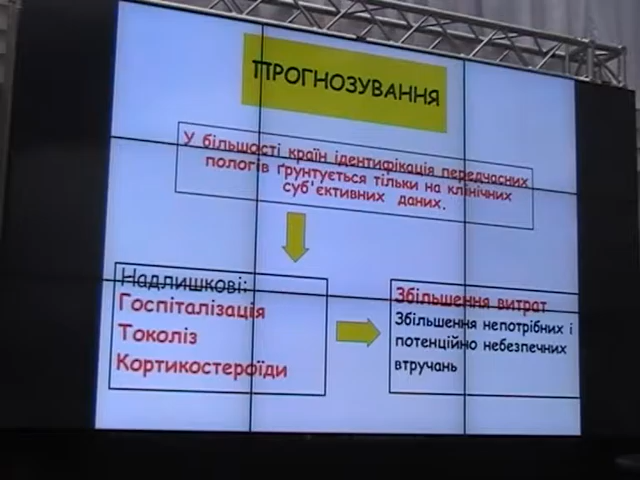 ПРОГНОЗУВАННЯ
У більшості країн ідентифікація передчасних
пологів ґрунтується тільки на клінічних
суб'єктивних даних.
Надлишкові:
Госпіталізація
Токоліз
Кортикостероїди
Збільшення витрат
Збільшення непотрібних і
потенційно небезпечних
втручань